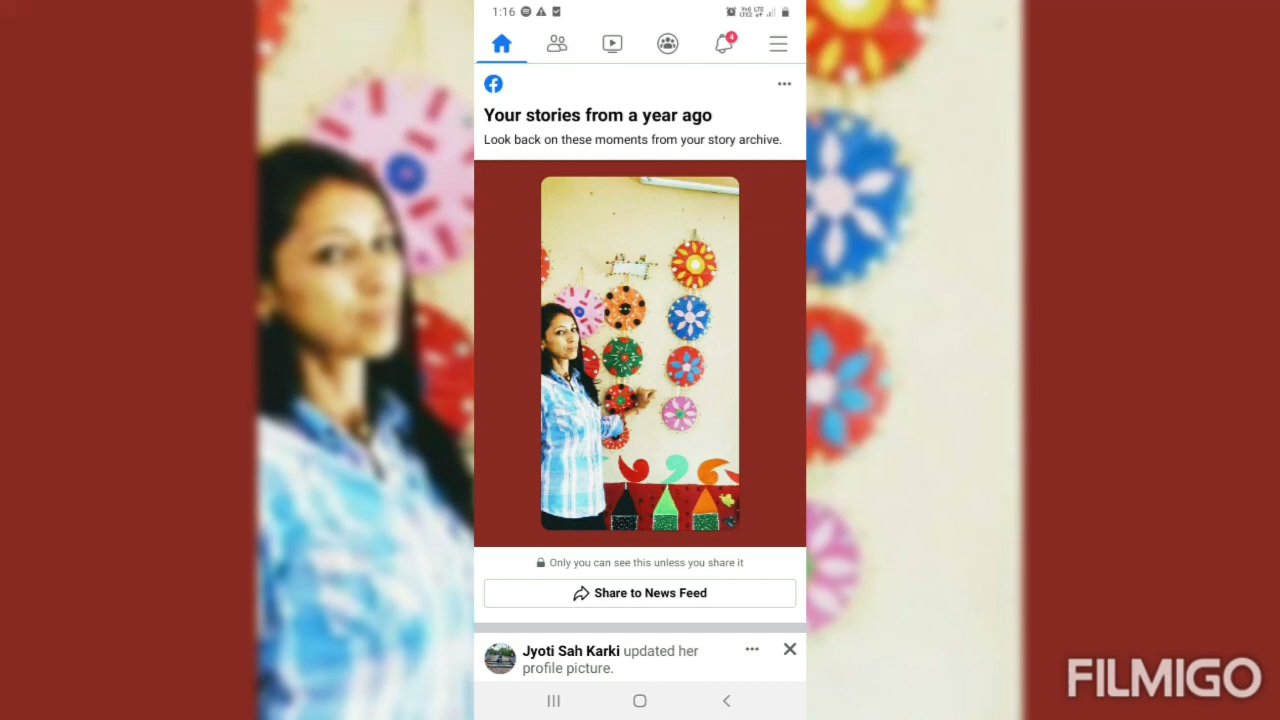 1:16
4
Your stories from a year ago
Look back on these moments from your story archive.
Only you can see this unless you share it
Share to News Feed
Jyoti Sah Karki updated her
profile picture.
FILMIGO